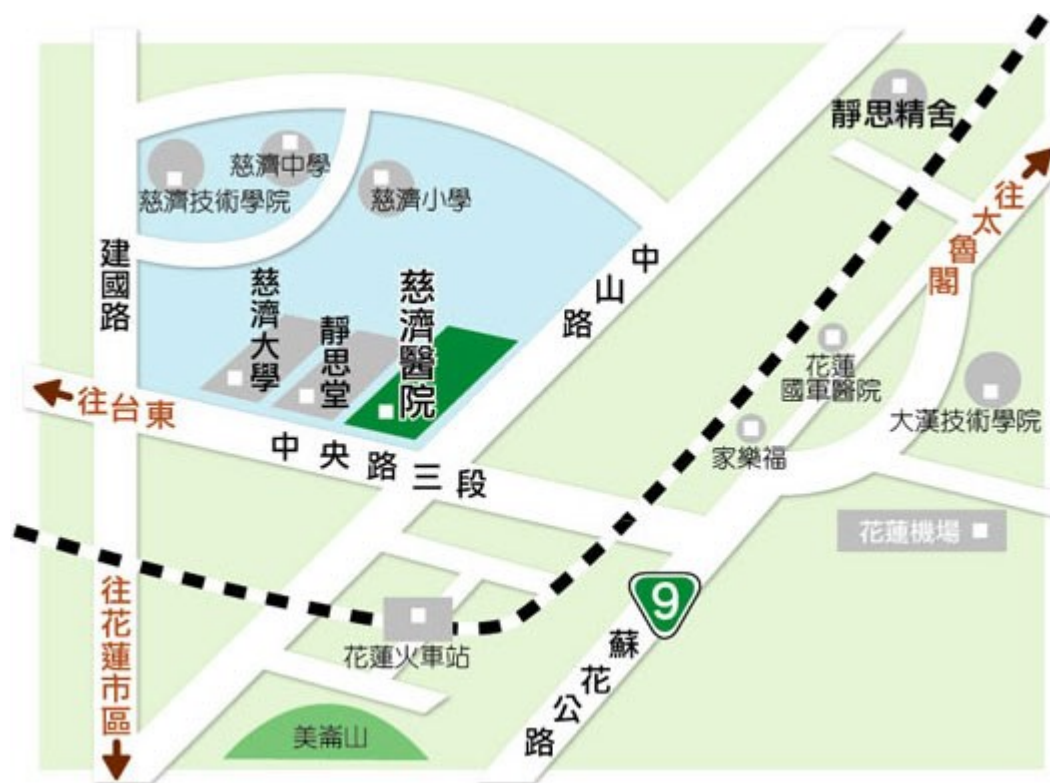 靜思精舍
慈濟中學
慈濟技術學院
慈濟小學
往太魯閣
建國路
中山路
慈濟大學
靜思堂
慈濟醫院
花蓮
國軍醫院
大漢技術學院
往台東
中央路三段
家樂福
花蓮機場
往花蓮市區
9
蘇花公路
花蓮火車站
美崙山